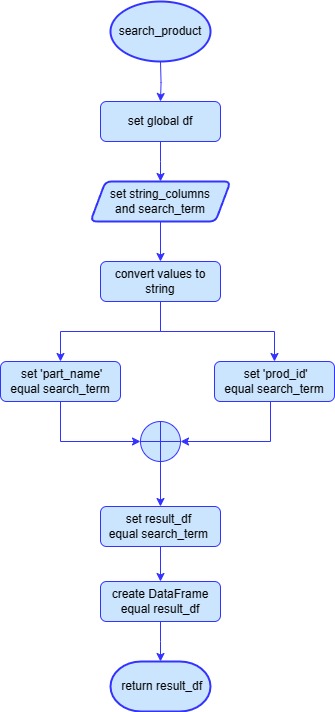 search_product
set global df
set string_columns
and search_term
convert values to
string
set 'part_name'
equal search_term
set 'prod_id'
equal search_term
set result_df
equal search_term
create DataFrame
equal result_df
return result_df